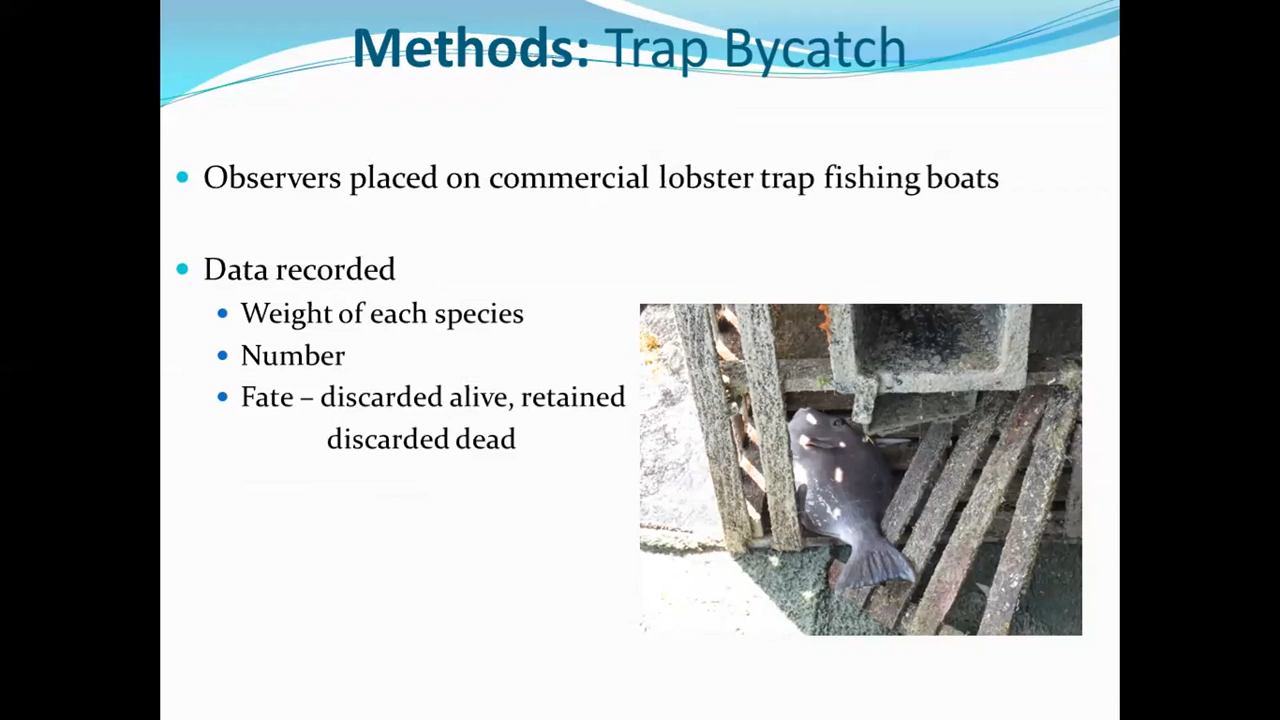 Methods: Trap Bycatch
Observers placed on commercial lobster trap fishing boats
Data recorded
Weight of each species
Number
Fate – discarded alive, retained
discarded dead